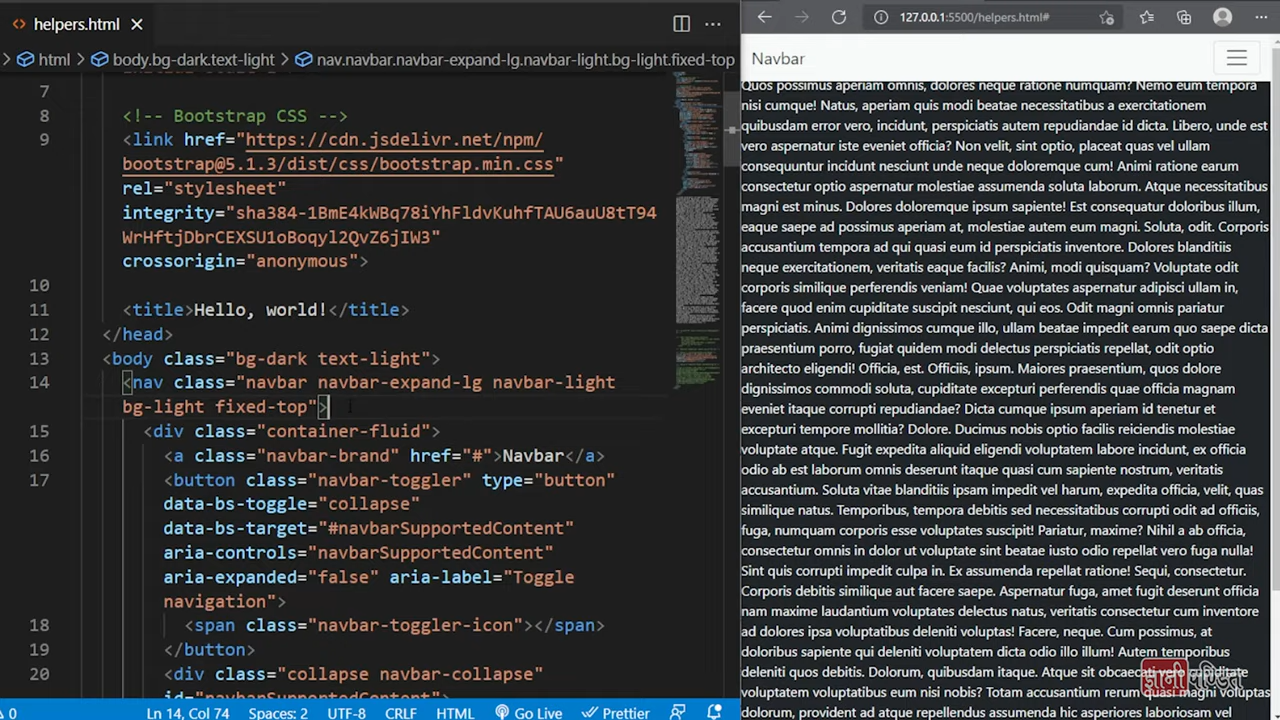 helpers.html
127.0.0.1:5500/helpers.html#
html > body.bg-dark.text-light > nav.navbar.navbar-expand-lg.navbar-light.bg-light.fixed-top
7
8 <!-- Bootstrap CSS -->
9 <link href="https://cdn.jsdelivr.net/npm/
bootstrap@5.1.3/dist/css/bootstrap.min.css"
rel="stylesheet"
integrity="sha384-1BmE4kWBq78iYhFldvKuhfTAU6auU8tT94
WrHftjDbrCEXSU1oBoqyl2QvZ6jIW3"
crossorigin="anonymous">
10
11 <title>Hello, world!</title>
12 </head>
13 <body class="bg-dark text-light">
14 <nav class="navbar navbar-expand-lg navbar-light
bg-light fixed-top">
15 <div class="container-fluid">
16 <a class="navbar-brand" href="#">Navbar</a>
17 <button class="navbar-toggler" type="button"
data-bs-toggle="collapse"
data-bs-target="#navbarSupportedContent"
aria-controls="navbarSupportedContent"
aria-expanded="false" aria-label="Toggle
navigation">
18 <span class="navbar-toggler-icon"></span>
19 </button>
20 <div class="collapse navbar-collapse"
id="navbarSupportedContent">
0 Ln 14, Col 74 Spaces: 2 UTF-8 CRLF HTML Go Live Prettier
Navbar
Quos possimus aperiam omnis, dolores neque ratione numquam? Nemo eum tempora
nisi cumque! Natus, aperiam quis modi beatae necessitatibus a exercitationem
quibusdam error vero, incidunt, perspiciatis autem repudiandae id dicta. Libero, unde est
vero aspernatur iste eveniet officia? Non velit, sint optio, placeat quas vel ullam
consequuntur incidunt nesciunt unde neque doloremque cum! Animi ratione earum
consectetur optio aspernatur molestiae assumenda soluta laborum. Atque necessitatibus
magni est minus. Dolores doloremque ipsum sapiente! Est consequatur doloribus illum,
eaque saepe ad possimus aperiam at, molestiae autem eum magni. Soluta, odit. Corporis
accusantium tempora ad qui quasi eum id perspiciatis inventore. Dolores blanditiis
neque exercitationem, veritatis eaque facilis? Animi, modi quisquam? Voluptate odit
corporis similique perferendis veniam! Quae voluptates aspernatur adipisci ullam in,
facere quod enim cupiditate suscipit nesciunt, qui eos. Odit magni omnis pariatur
perspiciatis. Animi dignissimos cumque illo, ullam beatae impedit earum quo saepe dicta
praesentium porro, fugiat quidem modi delectus perspiciatis repellat, odit odio
eligendi! Officia, est. Officiis, ipsum. Maiores praesentium, quos dolores
dignissimos commodi soluta, cupiditate excepturi perferendis quae officia magnam
eveniet itaque corrupti repudiandae? Dicta cumque ipsum aperiam id tenetur et
excepturi tempore mollitia? Dolore. Ducimus nobis optio facilis reiciendis molestiae
voluptate atque. Fugit expedita aliquid eligendi voluptatem labore incidunt, ex officia
odio ab est laborum omnis deserunt itaque quasi cum sapiente nostrum, veritatis
accusantium. Soluta vitae blanditiis ipsam impedit vel harum, expedita officia, velit, quas
similique natus. Temporibus, tempora debitis sed necessitatibus corrupti odit ad officiis,
fuga, numquam corporis esse voluptates suscipit! Pariatur, maxime? Nihil a ab officia,
consectetur omnis in dolor ut voluptate sint beatae iusto odio repellat vero fuga nulla!
Sint quis corrupti impedit culpa in. Ex assumenda repellat ratione! Sequi, consectetur.
Corporis debitis similique aut facere saepe. Aspernatur fuga, amet fugit deserunt officia
nam maxime laudantium voluptates delectus natus, veritatis consectetur cum inventore
ad dolores ipsa voluptatibus deleniti voluptas! Facere, neque. Cum possimus, at
doloribus sapiente qui deleniti voluptatem dicta odio illo illum! Autem temporibus
deleniti quos debitis. Dolorum, quibusdam itaque. Atque sit
voluptatem eum nisi nobis? Totam accusantium rerum
dolorum, provident ad